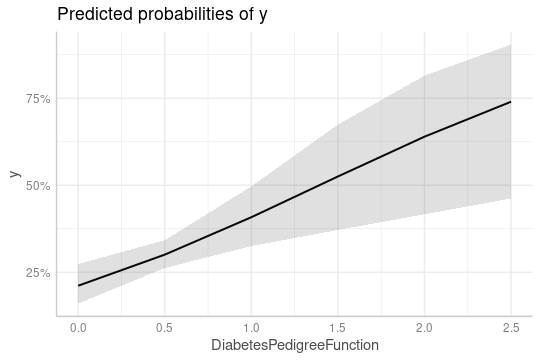 Predicted probabilities of y
75%
50%
25%
y
0.0 0.5 1.0 1.5 2.0 2.5
DiabetesPedigreeFunction